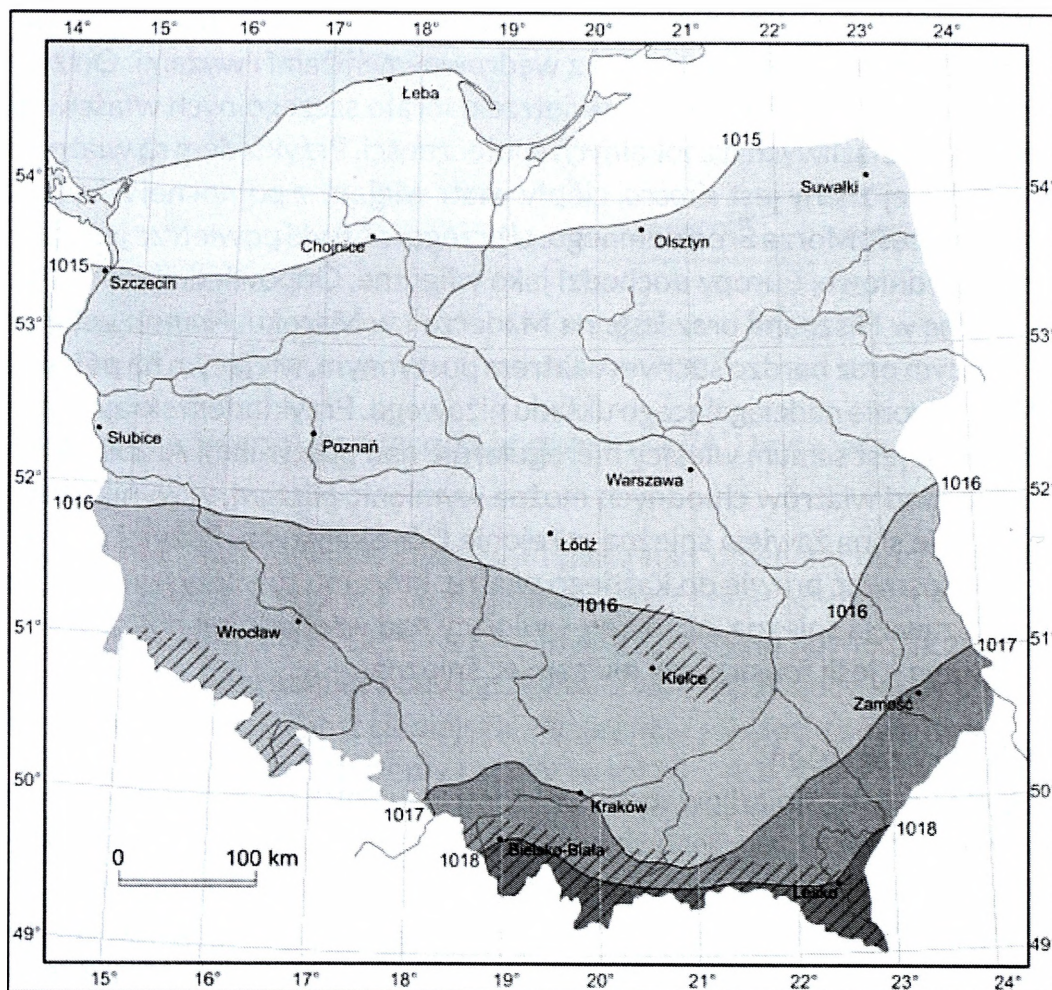 14° 15° 16° 17° 18° 19° 20° 21° 22° 23° 24°
Łeba
1015
54° Suwałki 54°
Chojnice Olsztyn
1015 Szczecin
53° 53°
Słubice Poznań
Warszawa
52° 1016 52°
1016
Łódź
1016 1016
51° Wrocław 1017 51°
Kielce
Zamość
50° 50°
1017 Kraków
1018
0 100 km 1018 Bielsko-Biała
Lesko
49° 49°
15° 16° 17° 18° 19° 20° 21° 22° 23° 24°